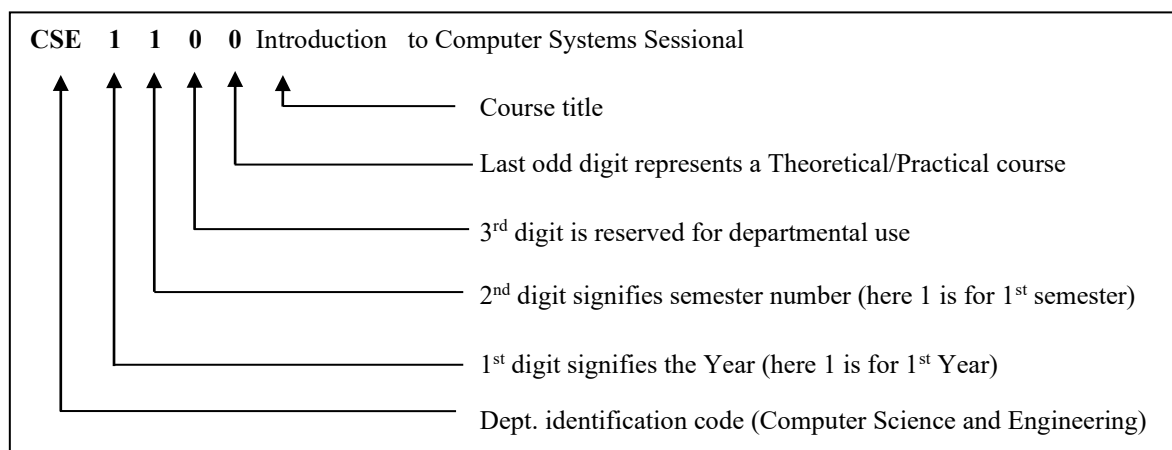 CSE 1 1 0 0 Introduction to Computer Systems Sessional
Course title
Last odd digit represents a Theoretical/Practical course
3rd digit is reserved for departmental use
2nd digit signifies semester number (here 1 is for 1st semester)
1st digit signifies the Year (here 1 is for 1st Year)
Dept. identification code (Computer Science and Engineering)